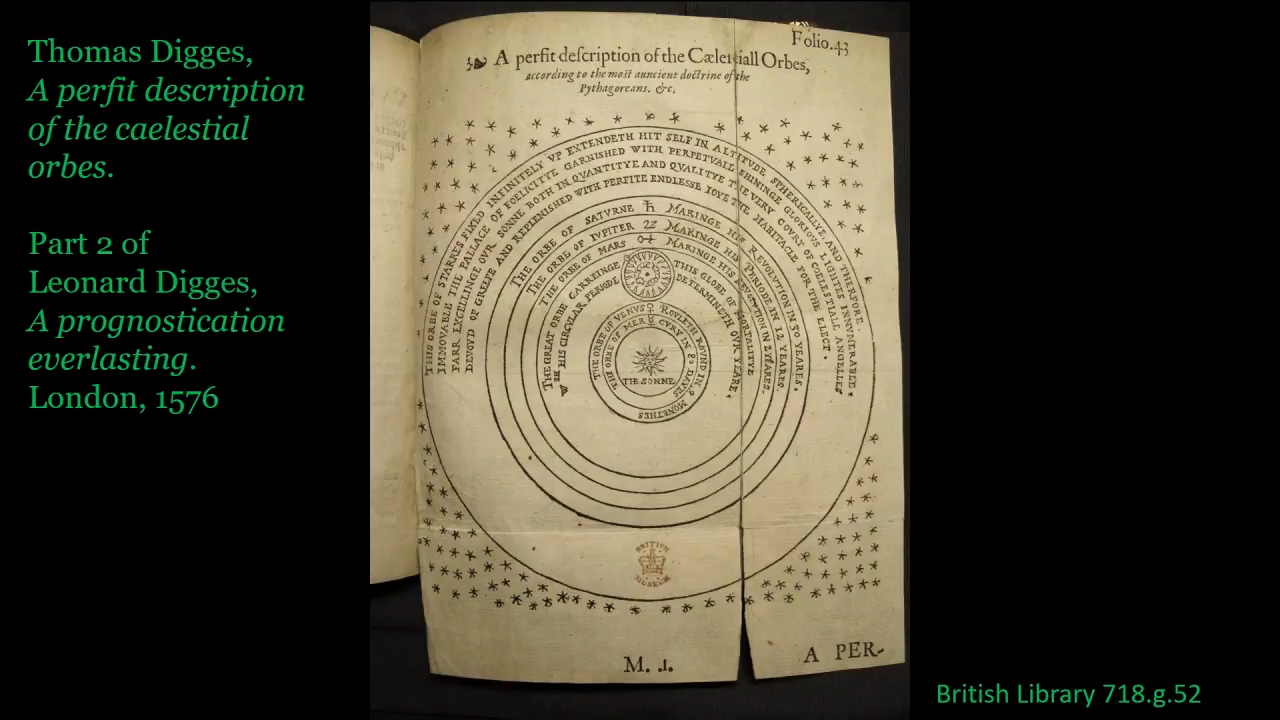 Thomas Digges,
A perfit description
of the caelestial
orbes.
Part 2 of
Leonard Digges,
A prognostication
everlasting.
London, 1576
Folio.43
A perfit description of the Cæleſtiall Orbes,
according to the moſt auncient doctrine of the
Pythagoreans. &c.
THIS ORBE OF STARRES FIXED INFINITELY VP EXTENDETH HIT SELF IN ALTITVDE SPHERICALLYE, AND THEREFORE
IMMOVABLE THE PALLACE OF FOELICITYE GARNISHED WITH PERPETVALL SHININGE GLORIOVS LIGHTES INNVMERABLE.
FARR EXCELLINGE OVR SONNE BOTH IN QVANTITYE AND QVALITYE THE VERY COVRT OF COELESTIALL ANGELLES
DEVOYD OF GREEFE AND REPLENISHED WITH PERFITE ENDLESSE IOYE THE HABITACLE FOR THE ELECT.
THE ORBE OF SATVRNE ♄ MAKINGE HIS REVOLVTION IN 30 YEARES.
THE ORBE OF IVPITER ♃ MAKINGE HIS PERIODE IN 12 YEARES.
THE ORBE OF MARS MAKINGE HIS REVOLVTION IN 2 YEARES.
THE GREAT ORBE CARREINGE THIS GLOBE OF MORTALITYE
HIS CIRCULAR PERIODE DETERMINETH OVR YEARE.
THE ORBE OF VENVS ♀ ROVLETH ROVND IN 9 MONETHES
THE ORBE OF MERCVRY IN 80 DAYES
THE SONNE
BRITISH
MUSEUM
M. .I.
A PER-
British Library 718.g.52